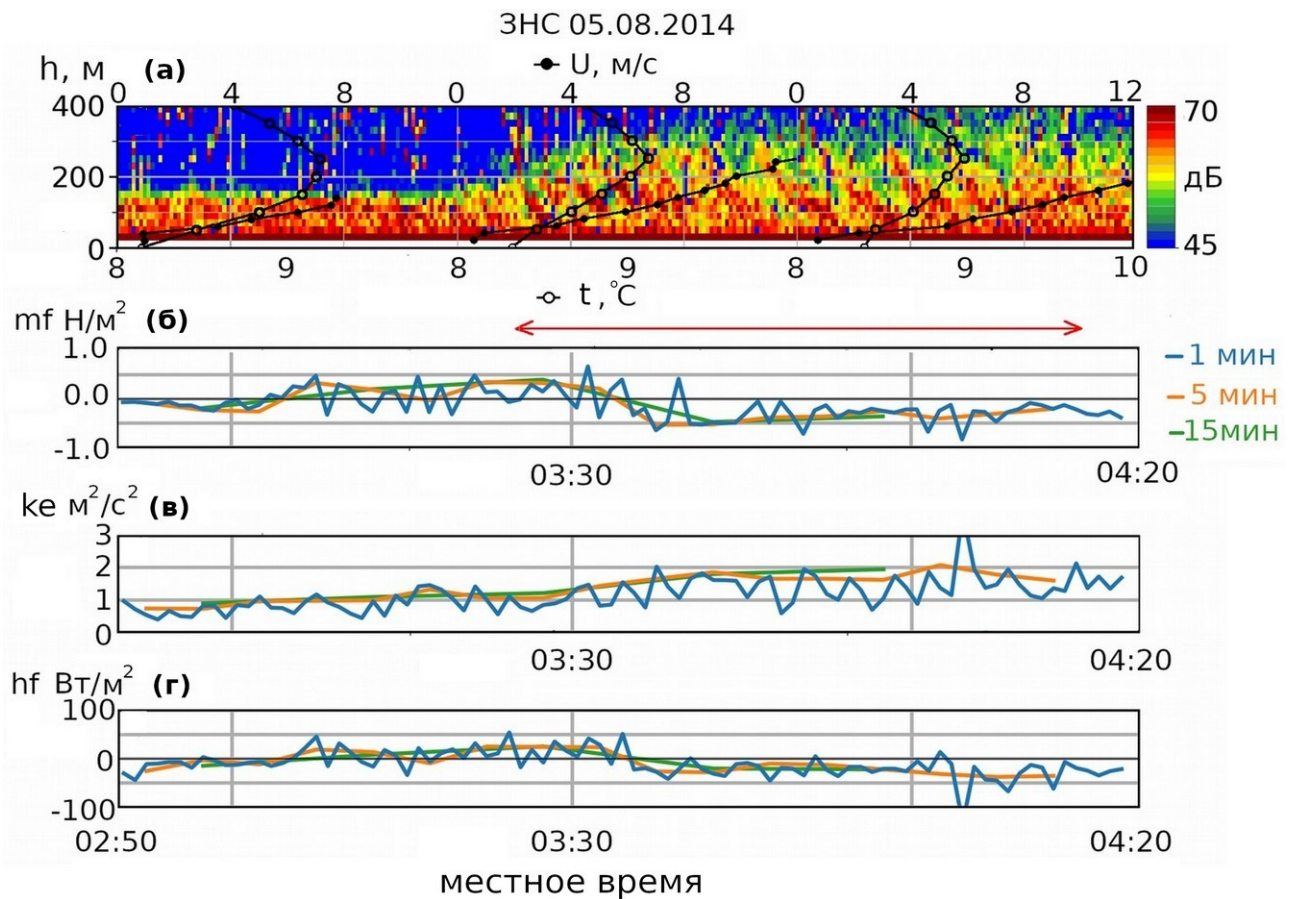 ЗНС 05.08.2014
h, м (а) U, м/с
0 4 8 0 4 8 0 4 8 12
400 70
200 дБ
0 45
8 9 8 9 8 9 10
t, °C
mf Н/м² (б)
1.0 1 мин
0.0 5 мин
-1.0 15мин
03:30 04:20
ke м²/с² (в)
3
2
1
0
03:30 04:20
hf Вт/м² (г)
100
0
-100
02:50 03:30 04:20
местное время